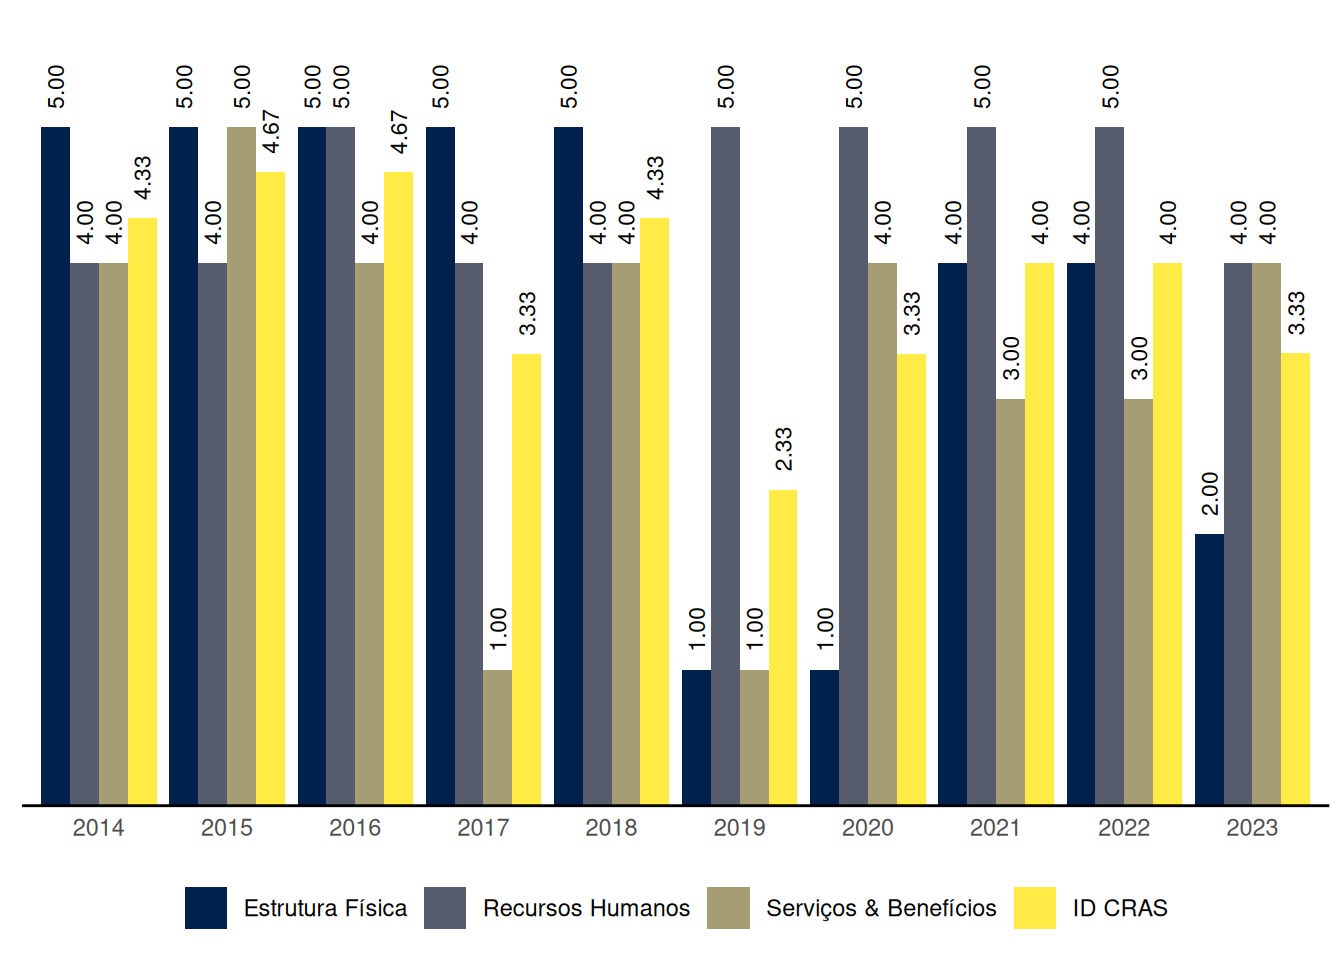 5.00 4.00 4.00 4.33
5.00 4.00 5.00 4.67
5.00 5.00 4.00 4.67
5.00 4.00 1.00 3.33
5.00 4.00 4.00 4.33
1.00 5.00 1.00 2.33
1.00 5.00 4.00 3.33
4.00 5.00 3.00 4.00
4.00 5.00 3.00 4.00
2.00 4.00 4.00 3.33
2014 2015 2016 2017 2018 2019 2020 2021 2022 2023
Estrutura Física Recursos Humanos Serviços & Benefícios ID CRAS